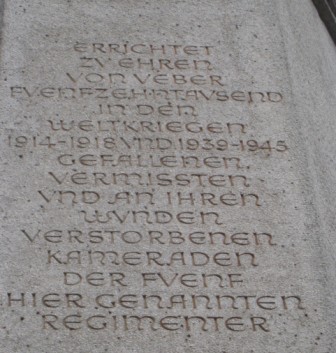 ERRICHTET
ZV EHREN
VON VEBER
FVENFZEHNTAVSEND
IN DEN
WELTKRIEGEN
1914-1918 VND 1939-1945
GEFALLENEN
VERMISSTEN
VND AN IHREN
WVNDEN
VERSTORBENEN
KAMERADEN
DER FVENF
HIER GENANNTEN
REGIMENTER